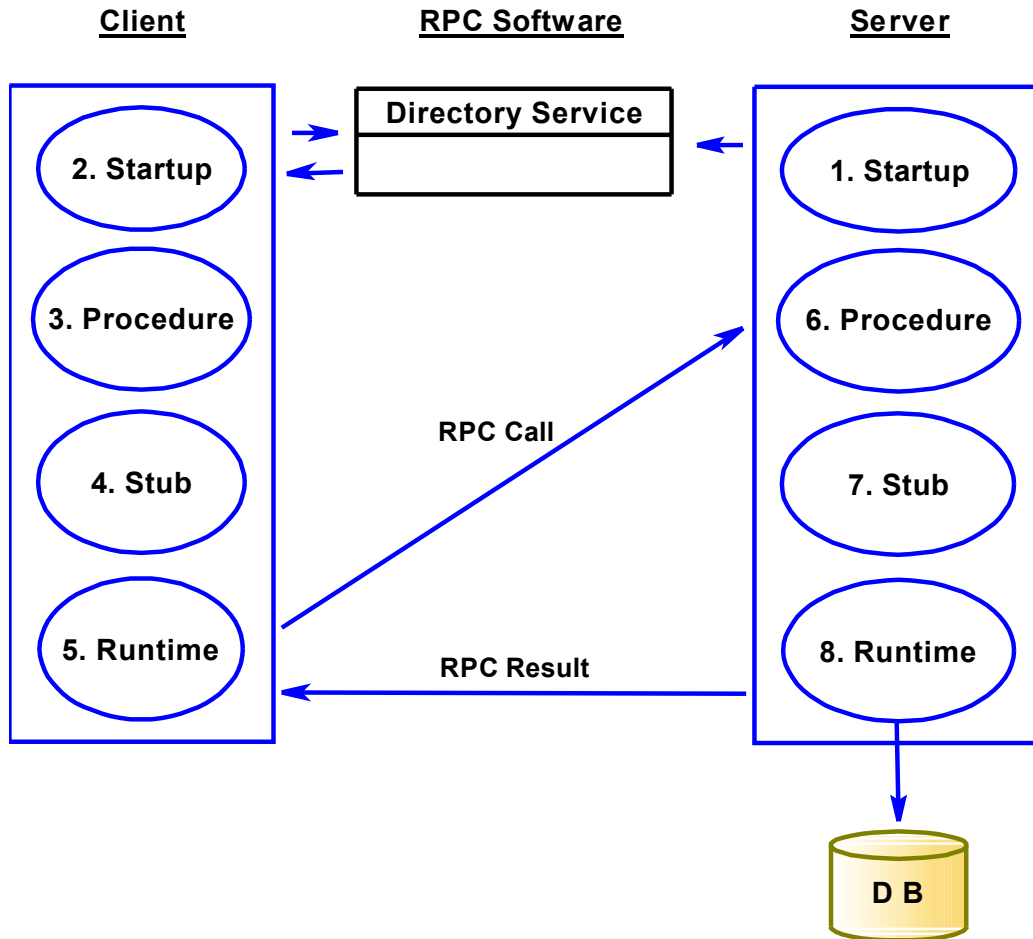 Client
RPC Software
Server
Directory Service
2. Startup
1. Startup
3. Procedure
6. Procedure
RPC Call
4. Stub
7. Stub
5. Runtime
RPC Result
8. Runtime
D B